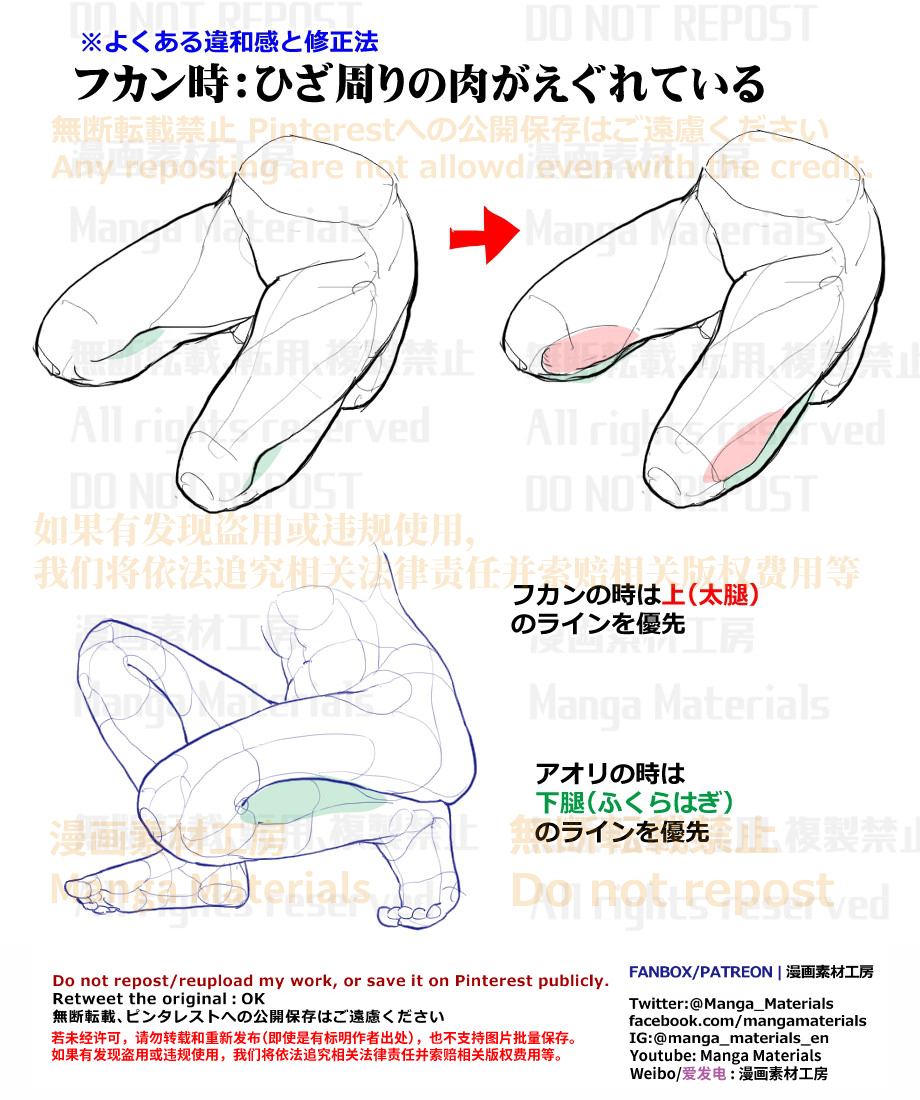 DO NOT REPOST
DO NOT REPOST
※よくある違和感と修正法
フカン時：ひざ周りの肉がえぐれている
無断転載禁止 Pinterestへの公開保存はご遠慮ください
漫画素材工房
漫画素材工房
Any reposting are not allowd even with the credit.
Manga Materials
Manga Materials
無断転載、転用、複製禁止
無断転載、転用、複製禁止
All rights reserved
All rights reserved
DO NOT REPOST
DO NOT REPOST
如果有发现盗用或违规使用，
我们将依法追究相关法律责任并索赔相关版权费用等
フカンの時は上（太腿）
のラインを優先
漫画素材工房
漫画素材工房
Manga Materials
Manga Materials
アオリの時は
下腿（ふくらはぎ）
のラインを優先
漫画素材工房
無断転載禁止
無断転載、転用、複製禁止
無断転載、転用、複製禁止
Manga Materials
Do not repost
All rights reserved
All rights reserved
Do not repost/reupload my work, or save it on Pinterest publicly.
Retweet the original : OK
無断転載、ピンタレストへの公開保存はご遠慮ください
若未经许可，请勿转载和重新发布（即使是有标明作者出处），也不支持图片批量保存。
如果有发现盗用或违规使用，我们将依法追究相关法律责任并索赔相关版权费用等。
FANBOX/PATREON | 漫画素材工房
Twitter:@Manga_Materials
facebook.com/mangamaterials
IG:@manga_materials_en
Youtube: Manga Materials
Weibo/爱发电 : 漫画素材工房